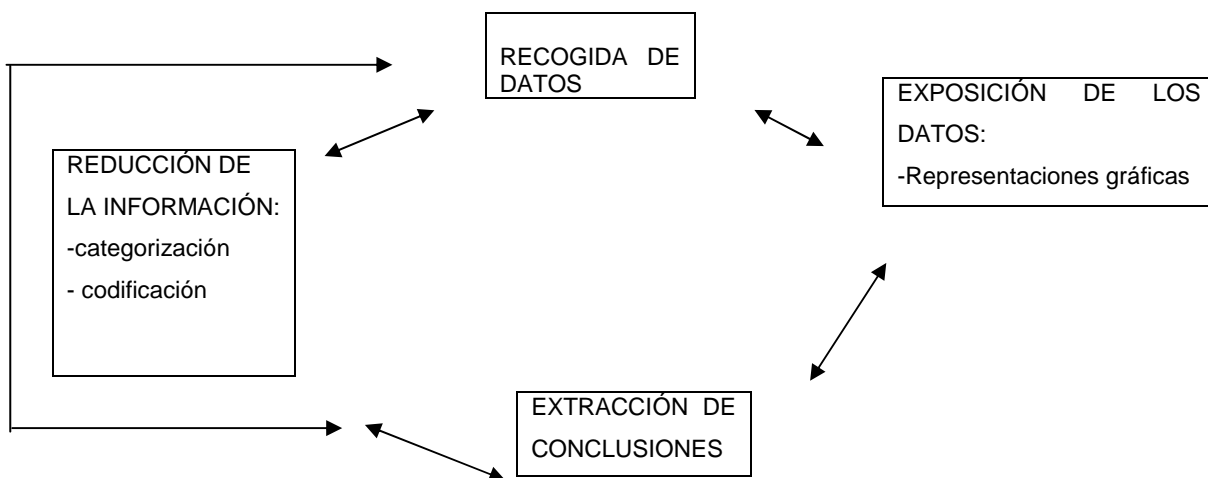 RECOGIDA DE
DATOS
EXPOSICIÓN DE LOS
DATOS:
-Representaciones gráficas
REDUCCIÓN DE
LA INFORMACIÓN:
-categorización
- codificación
EXTRACCIÓN DE
CONCLUSIONES